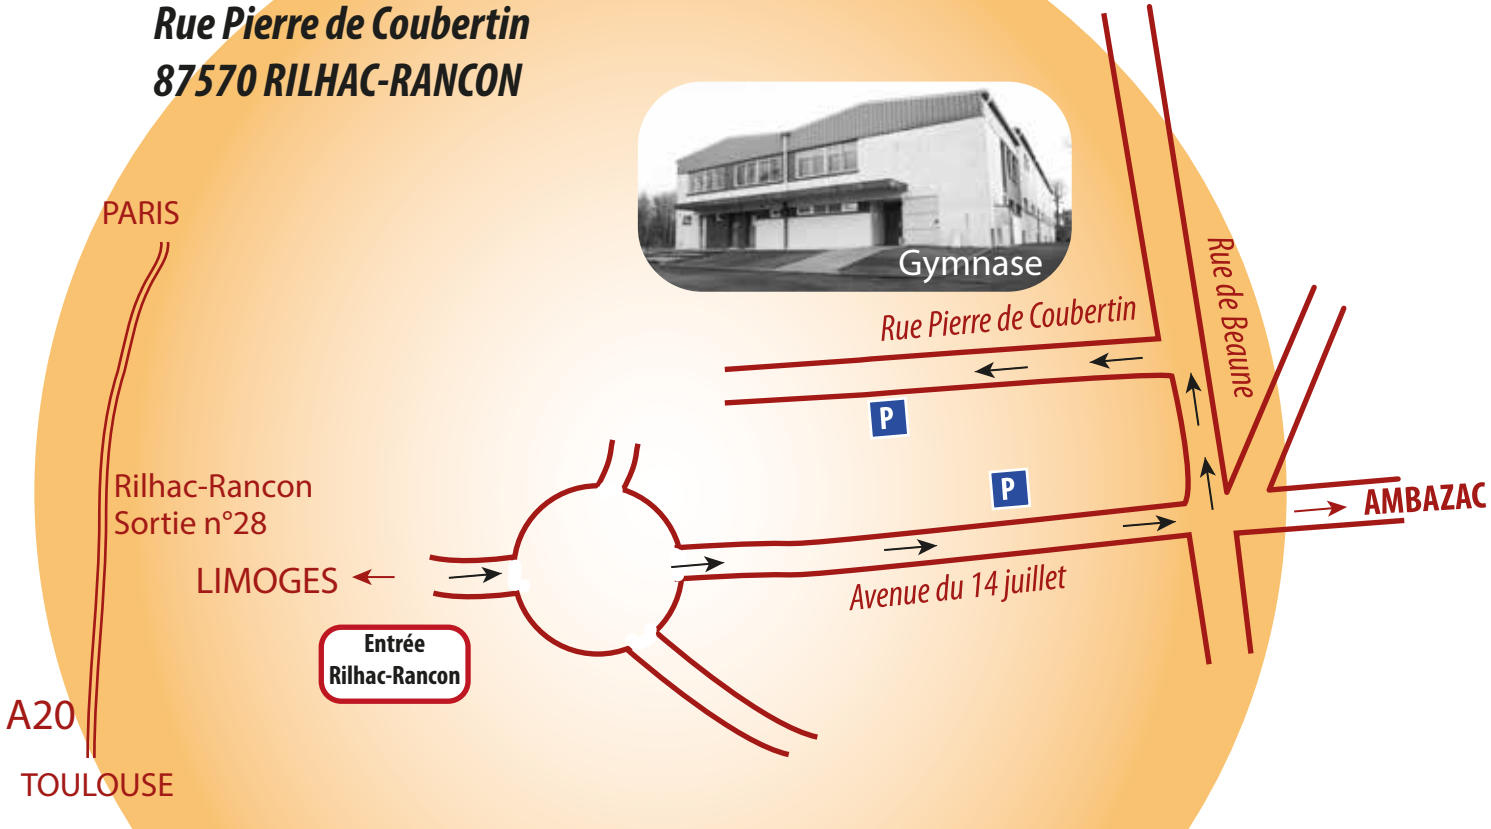 Rue Pierre de Coubertin
87570 RILHAC-RANCON
PARIS
Gymnase
Rue de Beaune
Rue Pierre de Coubertin
P
P
Rilhac-Rancon
Sortie n°28
AMBAZAC
LIMOGES
Avenue du 14 juillet
Entrée
Rilhac-Rancon
A20
TOULOUSE